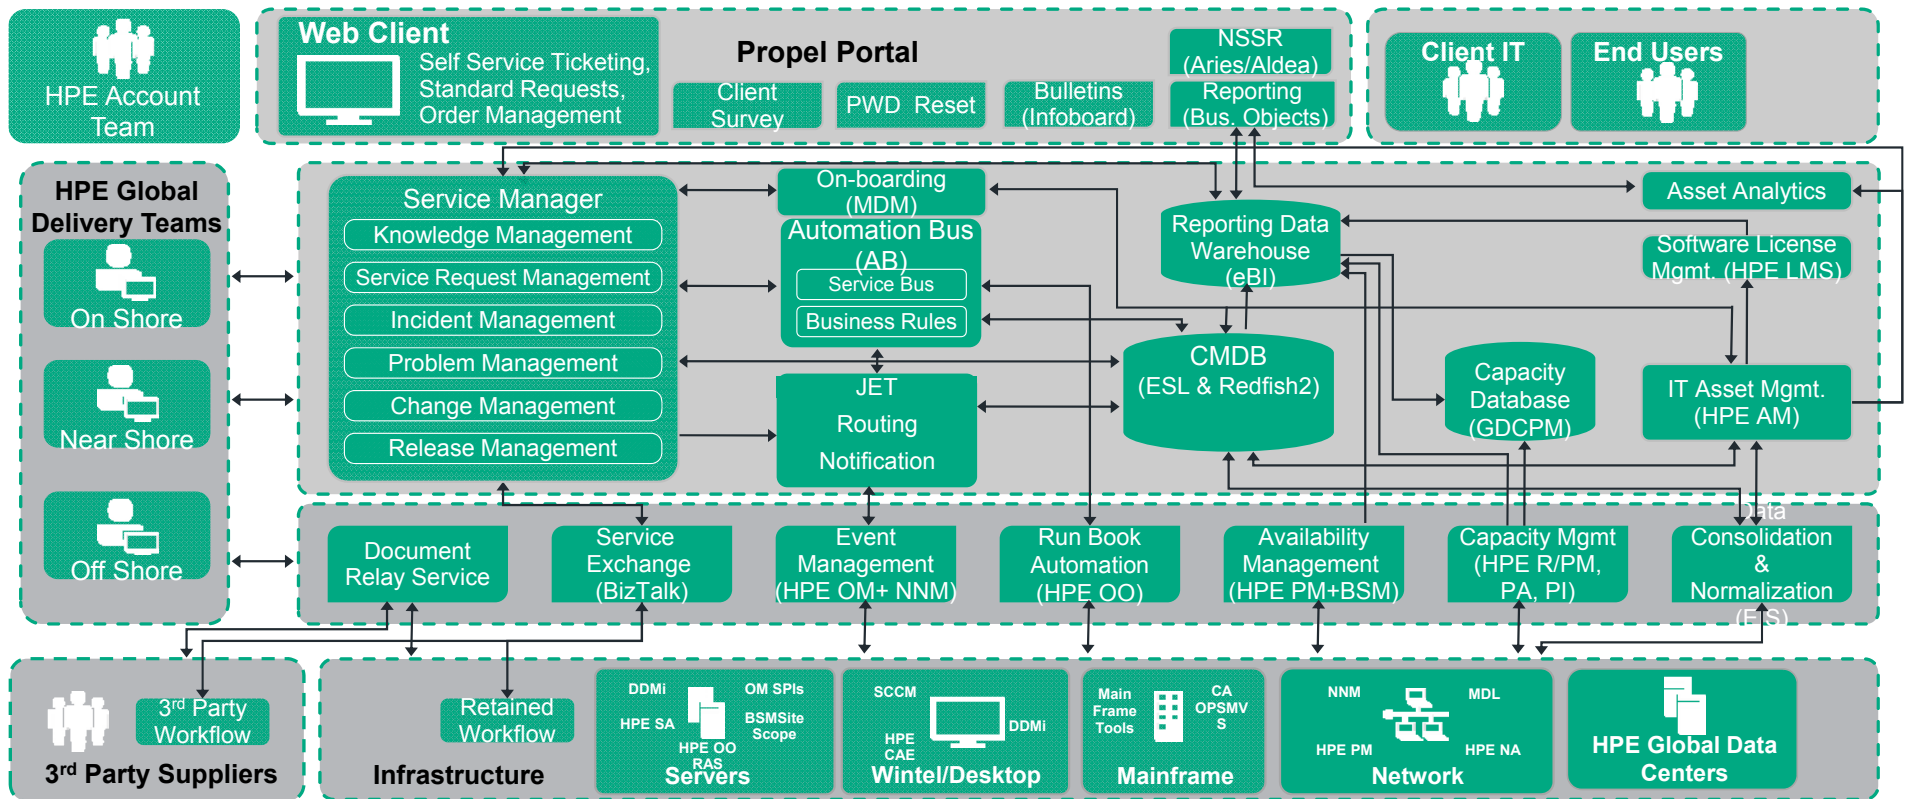 HPE Account
Team
Web Client
Self Service Ticketing,
Standard Requests,
Order Management
Propel Portal
Client
Survey
PWD Reset
Bulletins
(Infoboard)
NSSR
(Aries/Aldea)
Reporting
(Bus. Objects)
Client IT
End Users
HPE Global
Delivery Teams
On Shore
Near Shore
Off Shore
Service Manager
Knowledge Management
Service Request Management
Incident Management
Problem Management
Change Management
Release Management
On-boarding
(MDM)
Automation Bus
(AB)
Service Bus
Business Rules
JET
Routing
Notification
Reporting Data
Warehouse
(eBI)
CMDB
(ESL & Redfish2)
Capacity
Database
(GDCPM)
Asset Analytics
Software License
Mgmt. (HPE LMS)
IT Asset Mgmt.
(HPE AM)
Document
Relay Service
Service
Exchange
(BizTalk)
Event
Management
(HPE OM+ NNM)
Run Book
Automation
(HPE OO)
Availability
Management
(HPE PM+BSM)
Capacity Mgmt
(HPE R/PM,
PA, PI)
Data
Consolidation
&
Normalization
3rd Party
Workflow
3rd Party Suppliers
Retained
Workflow
Infrastructure
DDMi
OM SPIs
HPE SA
BSMSite
Scope
HPE OO
RAS
Servers
SCCM
DDMi
HPE
CAE
Wintel/Desktop
Main
Frame
Tools
CA
OPSMV
S
Mainframe
NNM
MDL
HPE PM
HPE NA
Network
HPE Global Data
Centers